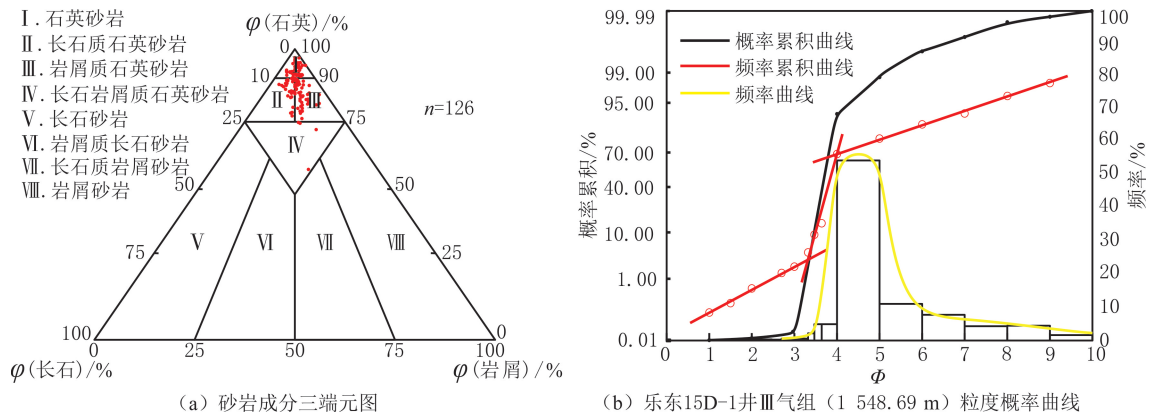 Ⅰ.石英砂岩
Ⅱ.长石质石英砂岩
Ⅲ.岩屑质石英砂岩
Ⅳ.长石岩屑质石英砂岩
Ⅴ.长石砂岩
Ⅵ.岩屑质长石砂岩
Ⅶ.长石质岩屑砂岩
Ⅷ.岩屑砂岩
φ(石英)/%
0 100
10 90
25 75
50 50
75 25
100 0
Ⅰ
Ⅱ Ⅲ
Ⅳ
Ⅴ Ⅵ Ⅶ Ⅷ
n=126
0 25 50 75 100
φ(长石)/% φ(岩屑)/%
(a) 砂岩成分三端元图
概率累积/%
99.99
99.00
95.00
70.00
40.00
10.00
1.00
0.01
概率累积曲线
频率累积曲线
频率曲线
100
90
80
70
60
50
40
30
20
10
0
频率/%
0 1 2 3 4 5 6 7 8 9 10
Φ
(b) 乐东15D-1井Ⅲ气组（1 548.69 m）粒度概率曲线